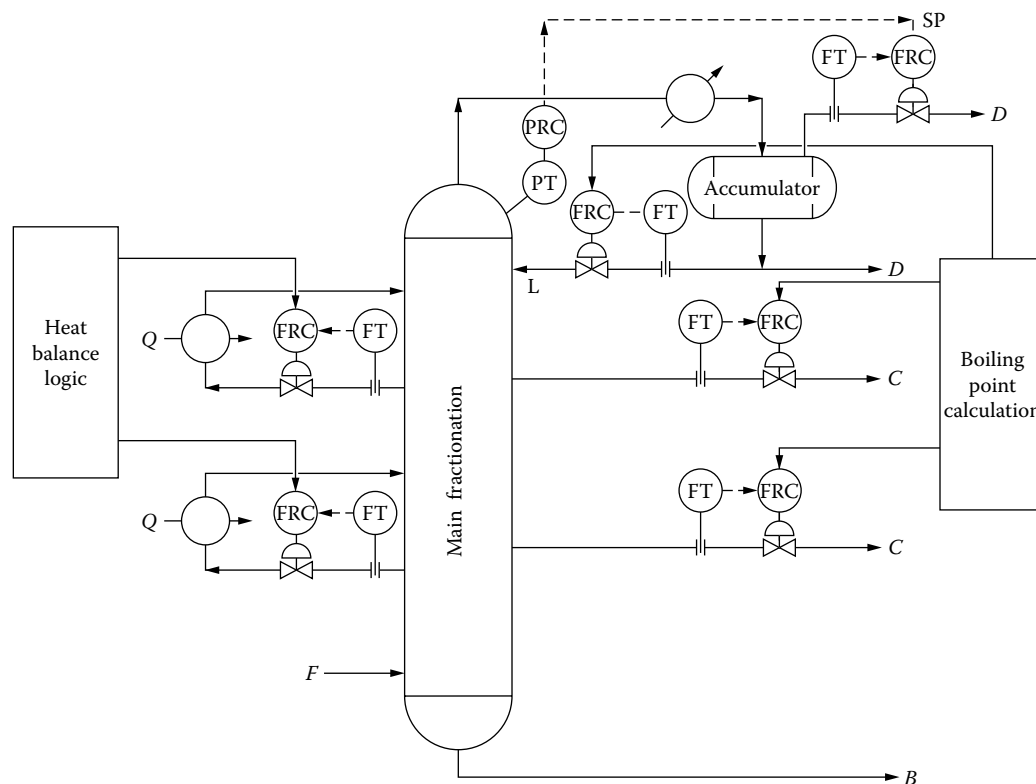 SP
FT
FRC
D
PRC
PT
Accumulator
FRC
FT
L
D
Heat
balance
logic
Q
FRC
FT
FT
FRC
C
Boiling
point
calculation
Main fractionation
Q
FRC
FT
FT
FRC
C
F
B